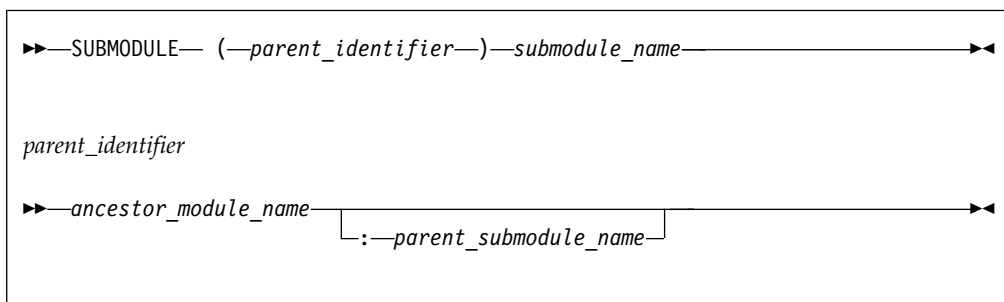 SUBMODULE ( parent_identifier ) submodule_name
parent_identifier
ancestor_module_name
: parent_submodule_name